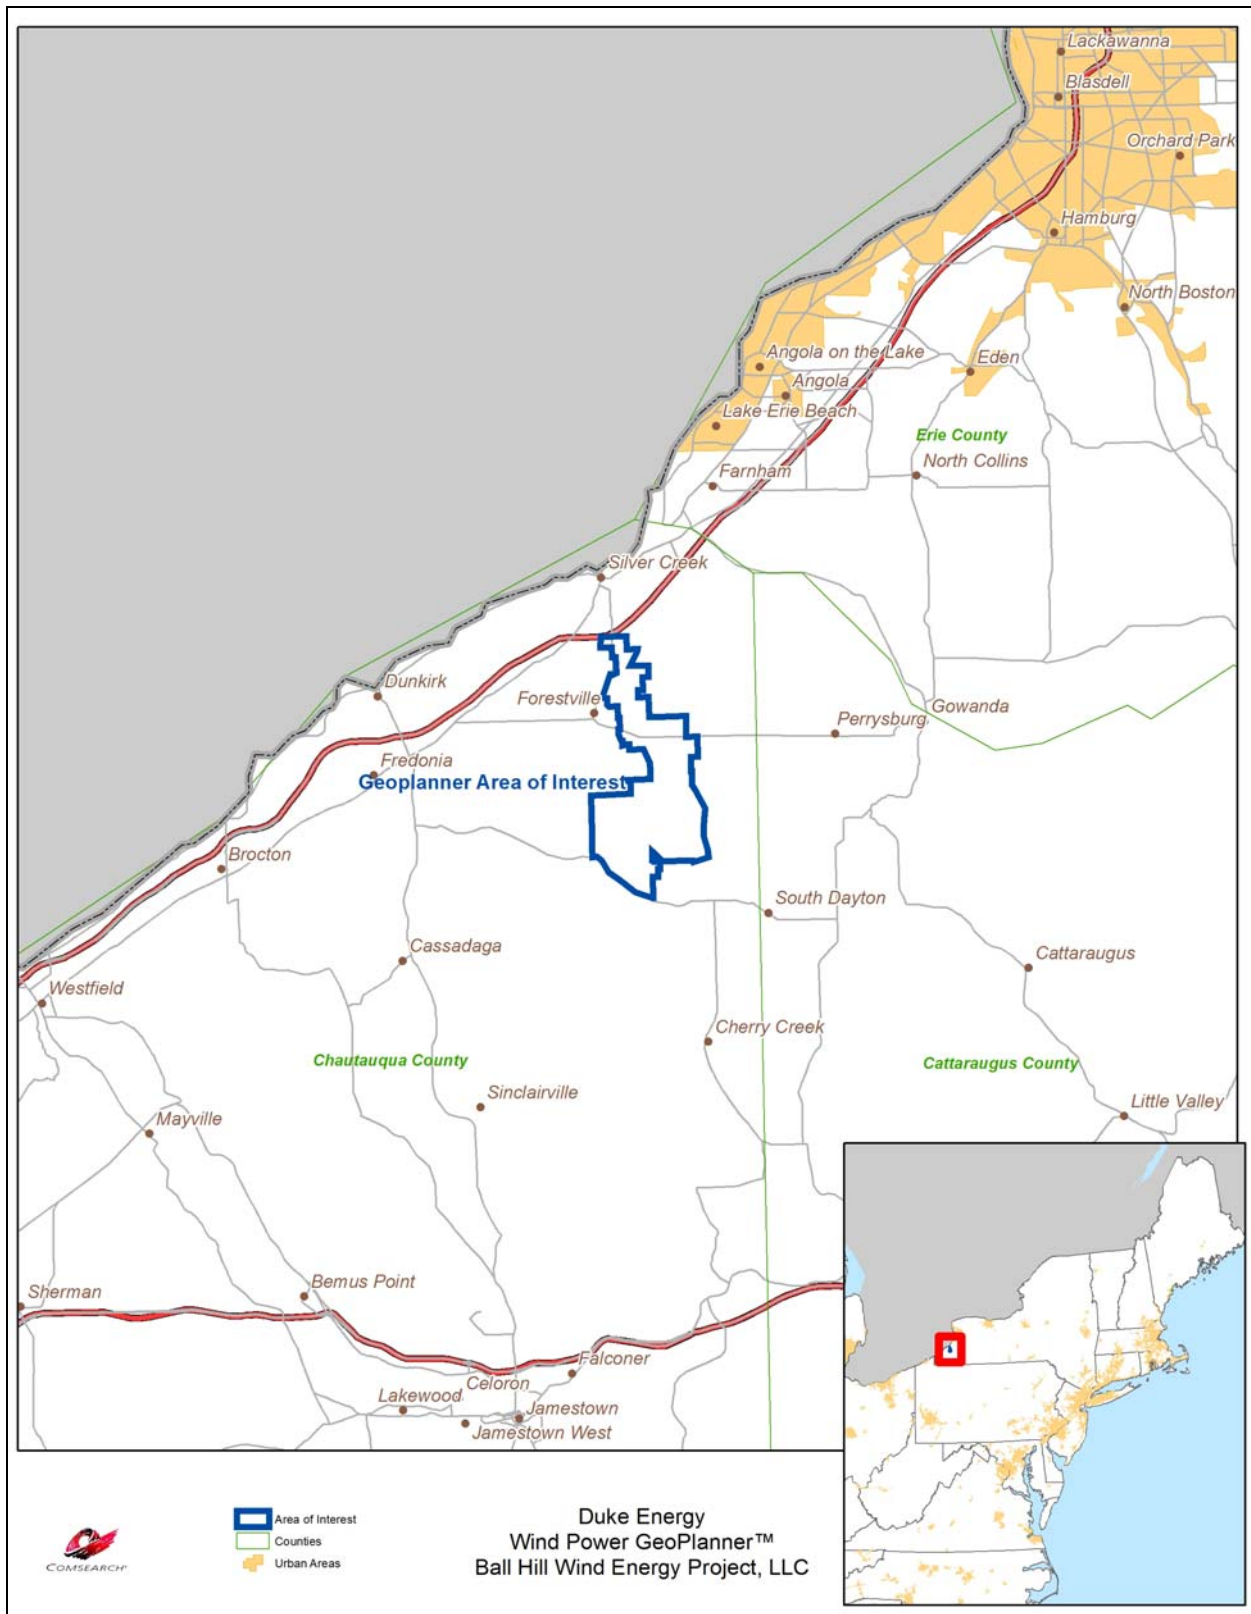 Lackawanna
Blasdell
Orchard Park
Hamburg
North Boston
Angola on the Lake
Eden
Angola
Lake Erie Beach
Erie County
North Collins
Farnham
Silver Creek
Dunkirk
Forestville
Gowanda
Perrysburg
Fredonia
Geoplanner Area of Interest
Brocton
South Dayton
Cassadaga
Cattaraugus
Westfield
Cherry Creek
Chautauqua County
Cattaraugus County
Sinclairville
Little Valley
Mayville
Bemus Point
Sherman
Falconer
Celoron
Lakewood
Jamestown
Jamestown West
COMSEARCH
Area of Interest
Counties
Urban Areas
Duke Energy
Wind Power GeoPlanner™
Ball Hill Wind Energy Project, LLC